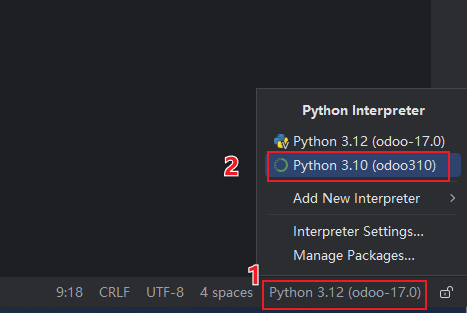 Python Interpreter
Python 3.12 (odoo-17.0)
2
Python 3.10 (odoo310)
Add New Interpreter
Interpreter Settings...
Manage Packages...
1
9:18 CRLF UTF-8 4 spaces Python 3.12 (odoo-17.0)